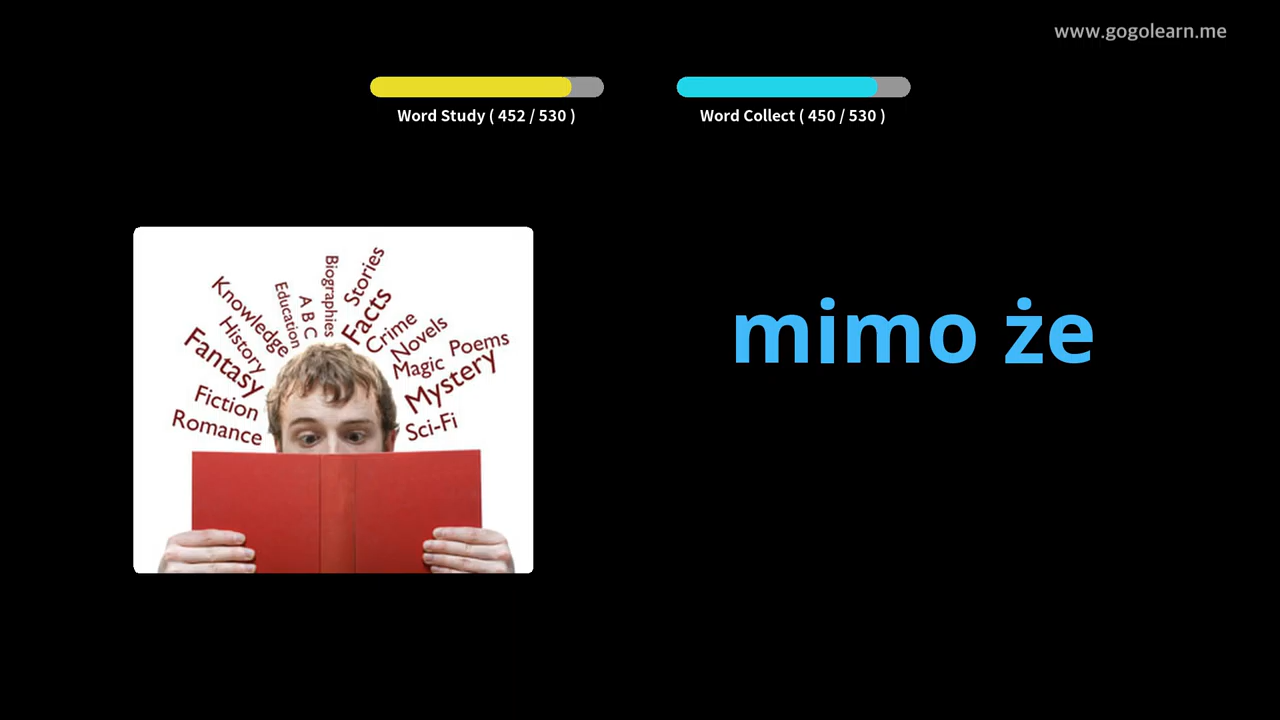 www.gogolearn.me
Word Study ( 452 / 530 )
Word Collect ( 450 / 530 )
mimo że
Knowledge
History
Fantasy
Fiction
Romance
Education
A B C
Biographies
Stories
Facts
Crime
Novels
Magic
Poems
Mystery
Sci-Fi